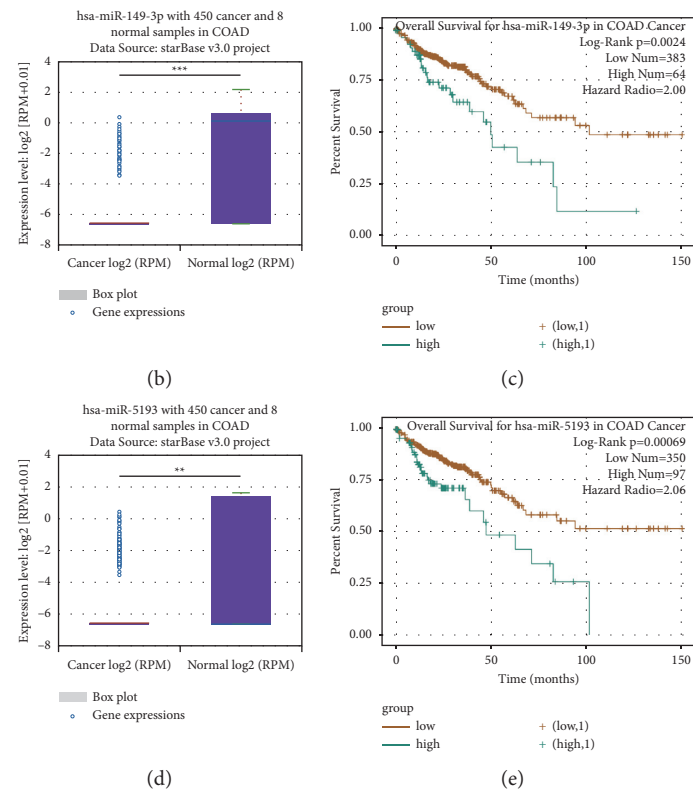 hsa-miR-149-3p with 450 cancer and 8
normal samples in COAD
Data Source: starBase v3.0 project
Expression level: log2 [RPM+0.01]
4
2
0
−2
−4
−6
−8
***
Cancer log2 (RPM)
Normal log2 (RPM)
Box plot
Gene expressions
(b)
Overall Survival for hsa-miR-149-3p in COAD Cancer
Log-Rank p=0.0024
Low Num=383
High Num=64
Hazard Radio=2.00
Percent Survival
1.00
0.75
0.50
0.25
0.00
0
50
100
150
Time (months)
group
low
(low,1)
high
(high,1)
(c)
hsa-miR-5193 with 450 cancer and 8
normal samples in COAD
Data Source: starBase v3.0 project
Expression level: log2 [RPM+0.01]
4
2
0
−2
−4
−6
−8
**
Cancer log2 (RPM)
Normal log2 (RPM)
Box plot
Gene expressions
(d)
Overall Survival for hsa-miR-5193 in COAD Cancer
Log-Rank p=0.00069
Low Num=350
High Num=97
Hazard Radio=2.06
Percent Survival
1.00
0.75
0.50
0.25
0.00
0
50
100
150
Time (months)
group
low
(low,1)
high
(high,1)
(e)